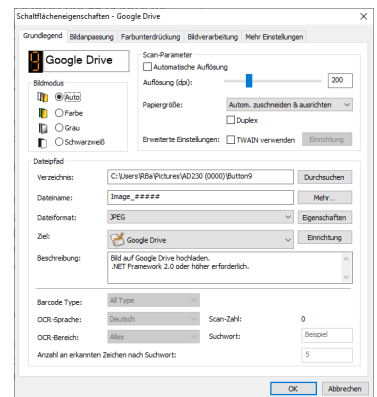 Schaltflächeneigenschaften - Google Drive
Grundlegend Bildanpassung Farbunterdrückung Bildverarbeitung Mehr Einstellungen
9 Google Drive
Bildmodus
Auto
Farbe
Grau
Schwarzweiß
Scan-Parameter
Automatische Auflösung
Auflösung (dpi): 200
Papiergröße: Autom. zuschneiden & ausrichten
Duplex
Erweiterte Einstellungen: TWAIN verwenden Einrichtung
Dateipfad
Verzeichnis: C:\Users\RBa\Pictures\AD230 (0000)\Button9 Durchsuchen
Dateiname: Image_##### Mehr...
Dateiformat: JPEG Eigenschaften
Ziel: Google Drive Einrichtung
Beschreibung: Bild auf Google Drive hochladen.
.NET Framework 2.0 oder höher erforderlich.
Barcode Type: All Type
OCR-Sprache: Deutsch Scan-Zahl: 0
OCR-Bereich: Alles Suchwort: Beispiel
Anzahl an erkannten Zeichen nach Suchwort: 5
OK Abbrechen